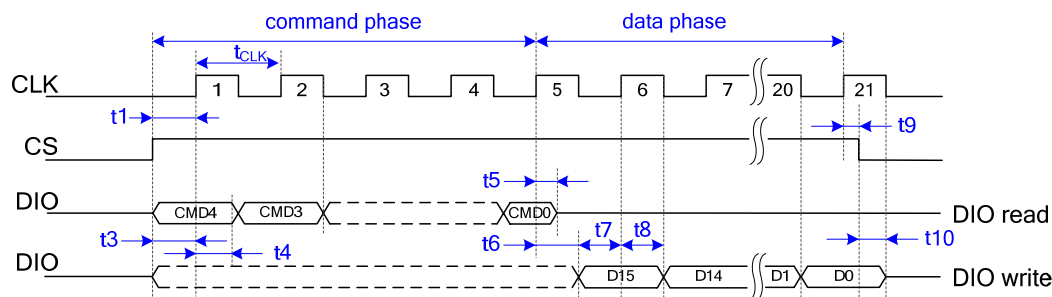 command phase data phase
tCLK
CLK 1 2 3 4 5 6 7 20 21
t1 t9
CS
t5
DIO CMD4 CMD3 CMD0 DIO read
t3 t4 t6 t7 t8 t10
DIO D15 D14 D1 D0 DIO write